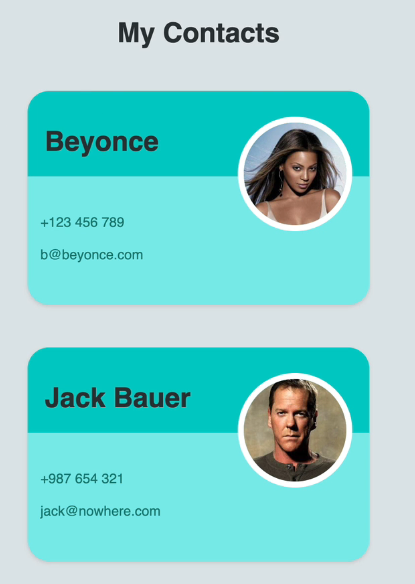 My Contacts
Beyonce
+123 456 789
b@beyonce.com
Jack Bauer
+987 654 321
jack@nowhere.com